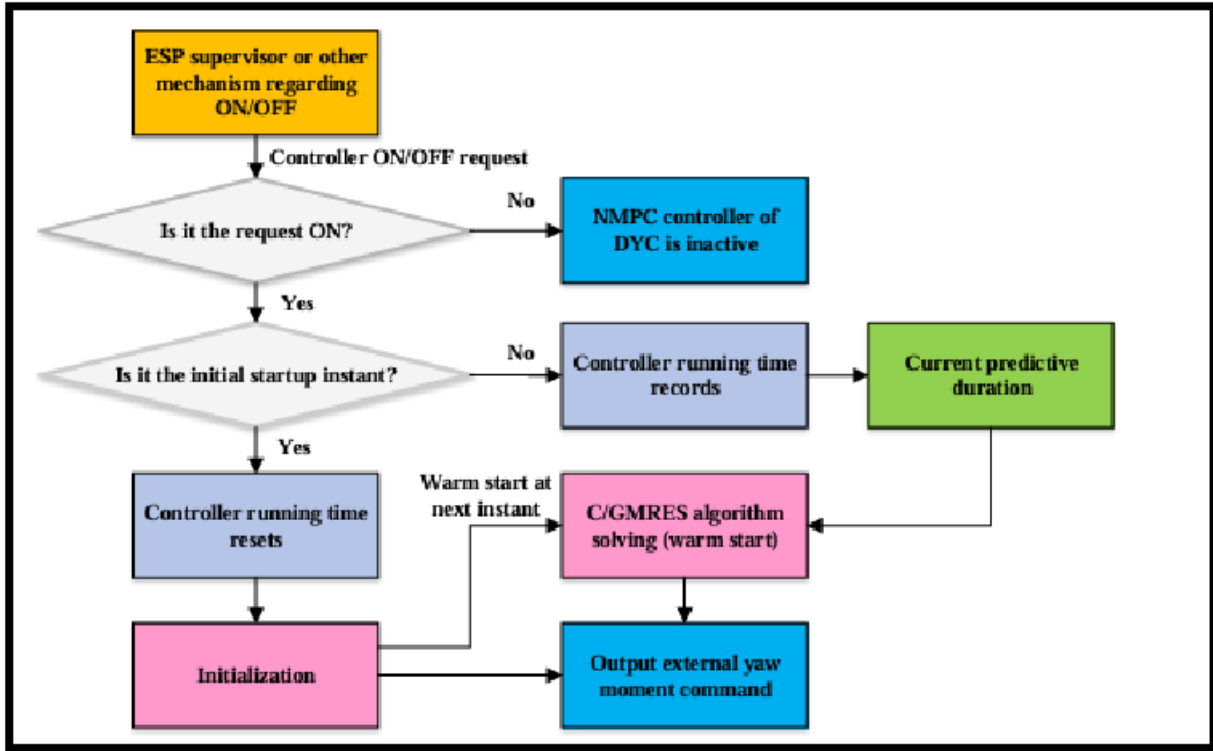 ESP supervisor or other
mechanism regarding
ON/OFF
Controller ON/OFF request
Is it the request ON?
No
NMPC controller of
DYC is inactive
Yes
Is it the initial startup instant?
No
Controller running time
records
Current predictive
duration
Yes
Controller running time
resets
Warm start at
next instant
C/GMRES algorithm
solving (warm start)
Initialization
Output external yaw
moment command